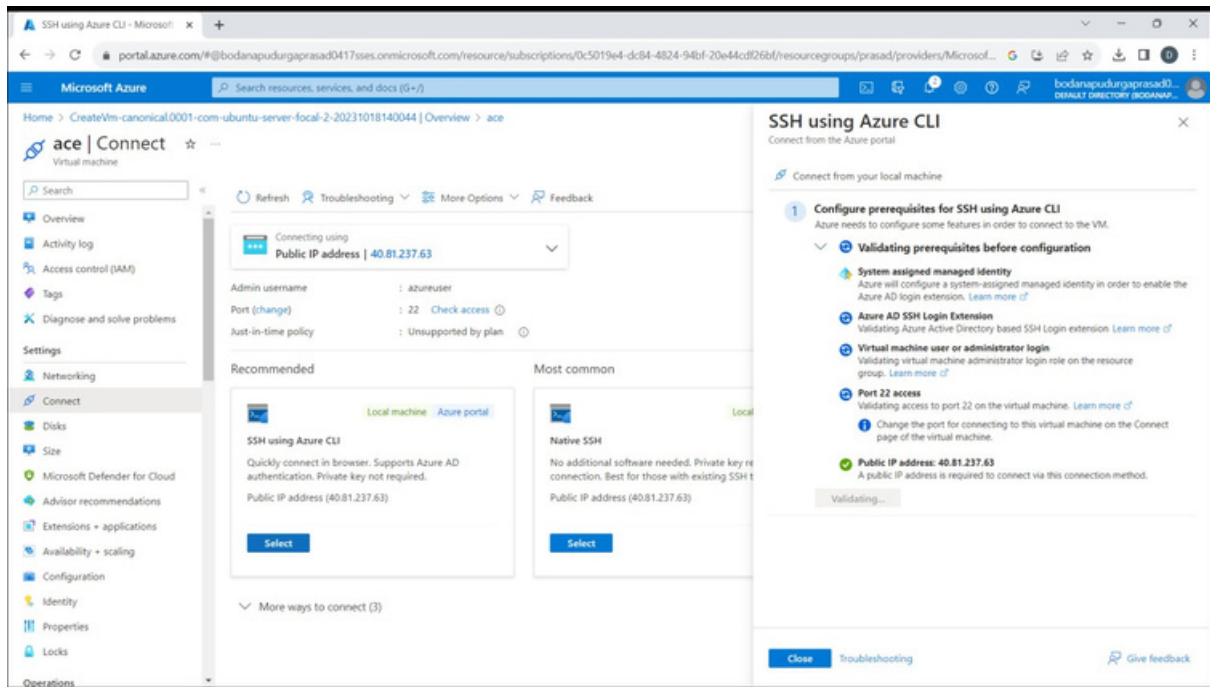 SSH using Azure CLI - Microsoft
portal.azure.com/#@bodanapudurgaprasad0417sses.onmicrosoft.com/resource/subscriptions/0c5019e4-dc84-4824-94bf-20e44cdf26bf/resourcegroups/prasad/providers/Microsof...
Microsoft Azure
Search resources, services, and docs (G+/)
bodanapudurgaprasad0...
DEFAULT DIRECTORY (BODANAP...
Home > CreateVm-canonical.0001-com-ubuntu-server-focal-2-20231018140044 | Overview > ace
ace | Connect
Virtual machine
Search
Overview
Activity log
Access control (IAM)
Tags
Diagnose and solve problems
Settings
Networking
Connect
Disks
Size
Microsoft Defender for Cloud
Advisor recommendations
Extensions + applications
Availability + scaling
Configuration
Identity
Properties
Locks
Operations
Refresh Troubleshooting More Options Feedback
Connecting using
Public IP address | 40.81.237.63
Admin username : azureuser
Port (change) : 22 Check access
Just-in-time policy : Unsupported by plan
Recommended
Local machine Azure portal
SSH using Azure CLI
Quickly connect in browser. Supports Azure AD
authentication. Private key not required.
Public IP address (40.81.237.63)
Select
Most common
Local
Native SSH
No additional software needed. Private key re
connection. Best for those with existing SSH t
Public IP address (40.81.237.63)
Select
More ways to connect (3)
SSH using Azure CLI
Connect from the Azure portal
Connect from your local machine
1 Configure prerequisites for SSH using Azure CLI
Azure needs to configure some features in order to connect to the VM.
Validating prerequisites before configuration
System assigned managed identity
Azure will configure a system-assigned managed identity in order to enable the
Azure AD login extension. Learn more
Azure AD SSH Login Extension
Validating Azure Active Directory based SSH Login extension Learn more
Virtual machine user or administrator login
Validating virtual machine administrator login role on the resource
group. Learn more
Port 22 access
Validating access to port 22 on the virtual machine. Learn more
Change the port for connecting to this virtual machine on the Connect
page of the virtual machine.
Public IP address: 40.81.237.63
A public IP address is required to connect via this connection method.
Validating...
Close Troubleshooting Give feedback